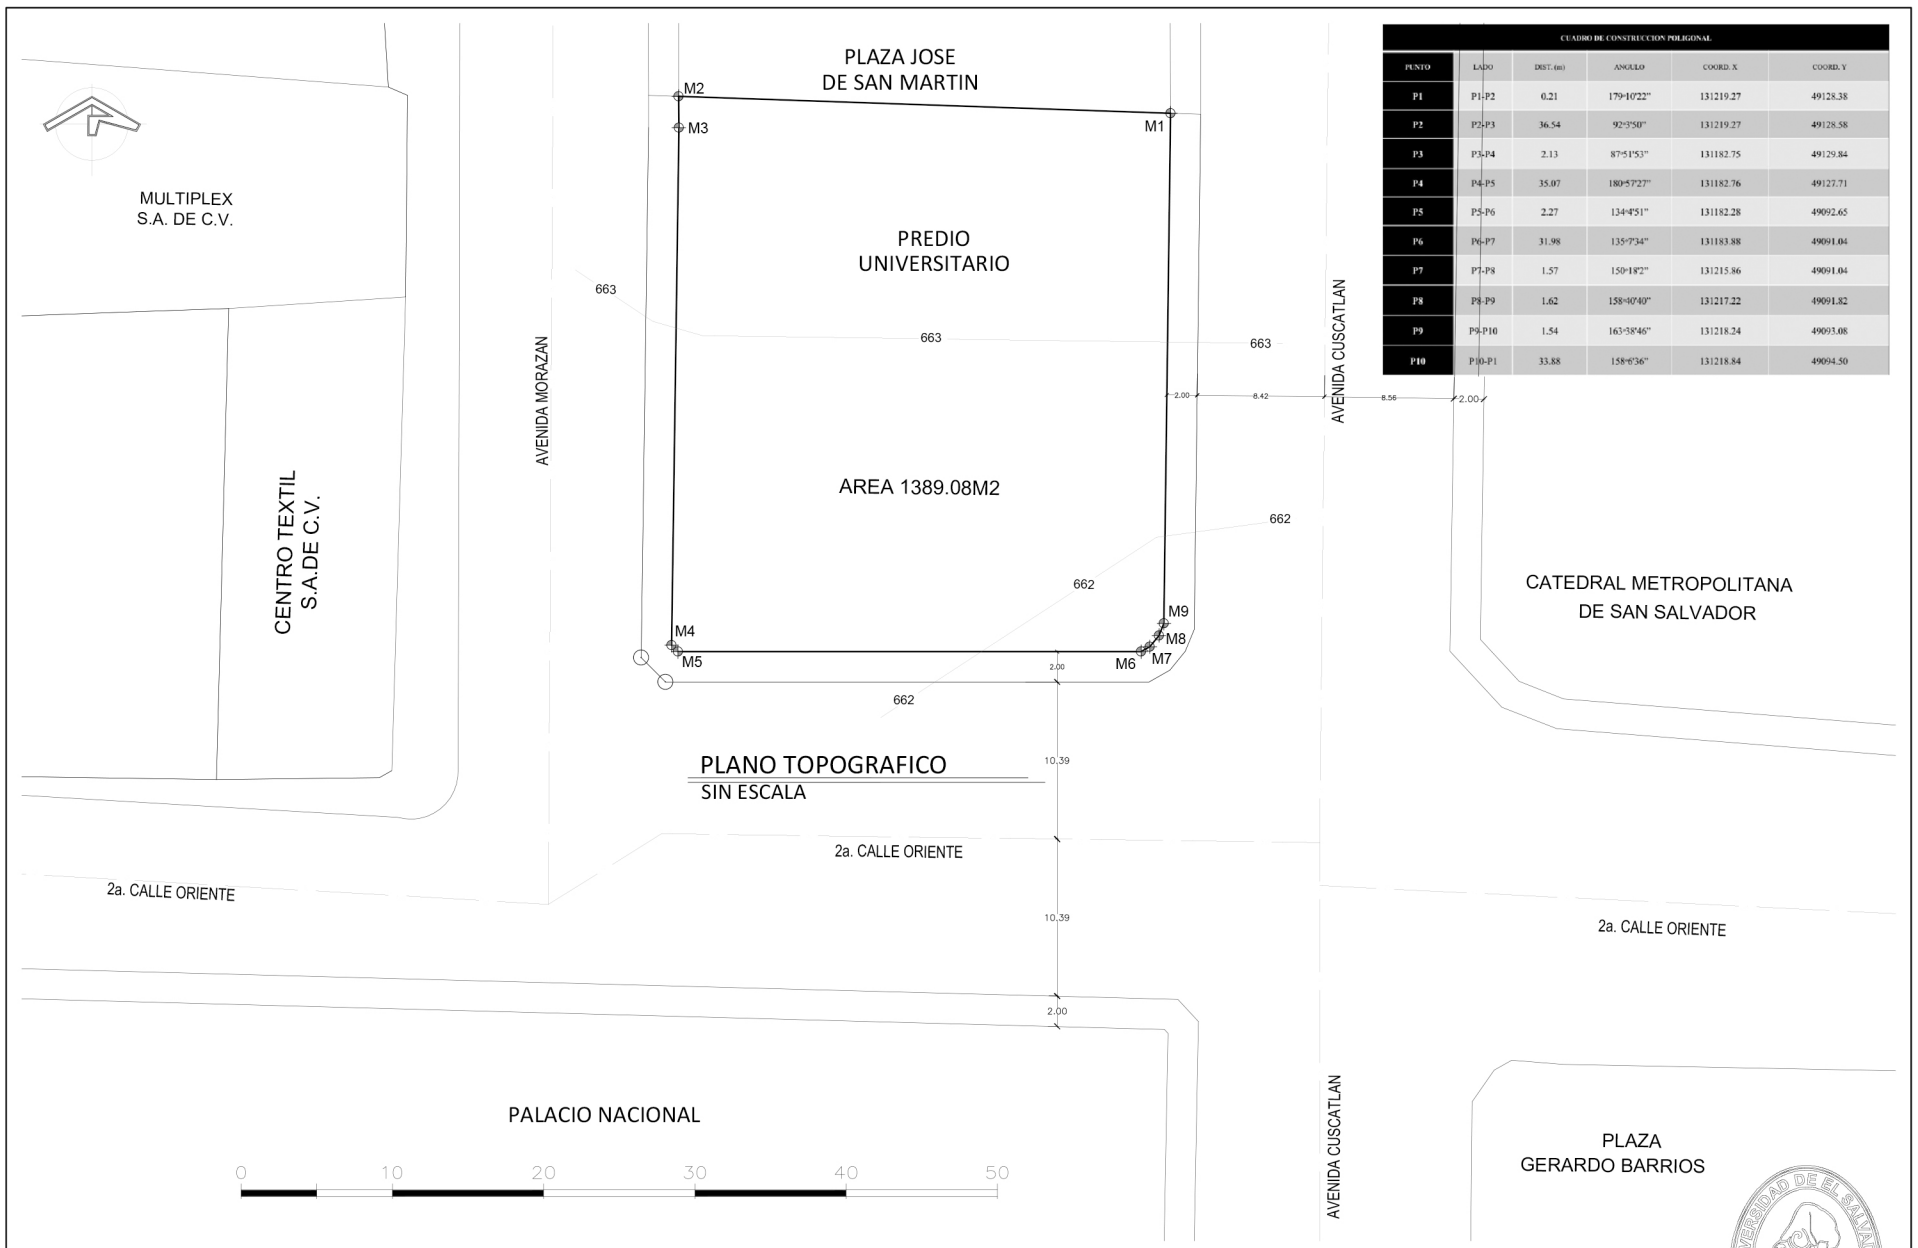 PLAZA JOSE
DE SAN MARTIN
M2
M3
M1
MULTIPLEX
S.A. DE C.V.
PREDIO
UNIVERSITARIO
663
663
663
AVENIDA MORAZAN
AVENIDA CUSCATLAN
2.00
8.42
8.56
2.00
CENTRO TEXTIL
S.A.DE C.V.
AREA 1389.08M2
662
662
662
CATEDRAL METROPOLITANA
DE SAN SALVADOR
M4
M5
M6
M7
M8
M9
2.00
10.39
PLANO TOPOGRAFICO
SIN ESCALA
2a. CALLE ORIENTE
2a. CALLE ORIENTE
2a. CALLE ORIENTE
10.39
2.00
PALACIO NACIONAL
AVENIDA CUSCATLAN
PLAZA
GERARDO BARRIOS
0 10 20 30 40 50
CUADRO DE CONSTRUCCION POLIGONAL
PUNTO LADO DIST. (m) ANGULO COORD. X COORD. Y
P1 P1-P2 0.21 179°10'22" 131219.27 49128.38
P2 P2-P3 36.54 92°3'50" 131219.27 49128.58
P3 P3-P4 2.13 87°51'53" 131182.75 49129.84
P4 P4-P5 35.07 180°57'27" 131182.76 49127.71
P5 P5-P6 2.27 134°4'51" 131182.28 49092.65
P6 P6-P7 31.98 135°7'34" 131183.88 49091.04
P7 P7-P8 1.57 150°18'2" 131215.86 49091.04
P8 P8-P9 1.62 158°40'40" 131217.22 49091.82
P9 P9-P10 1.54 163°38'46" 131218.24 49093.08
P10 P10-P1 33.88 158°6'36" 131218.84 49094.50
DE EL